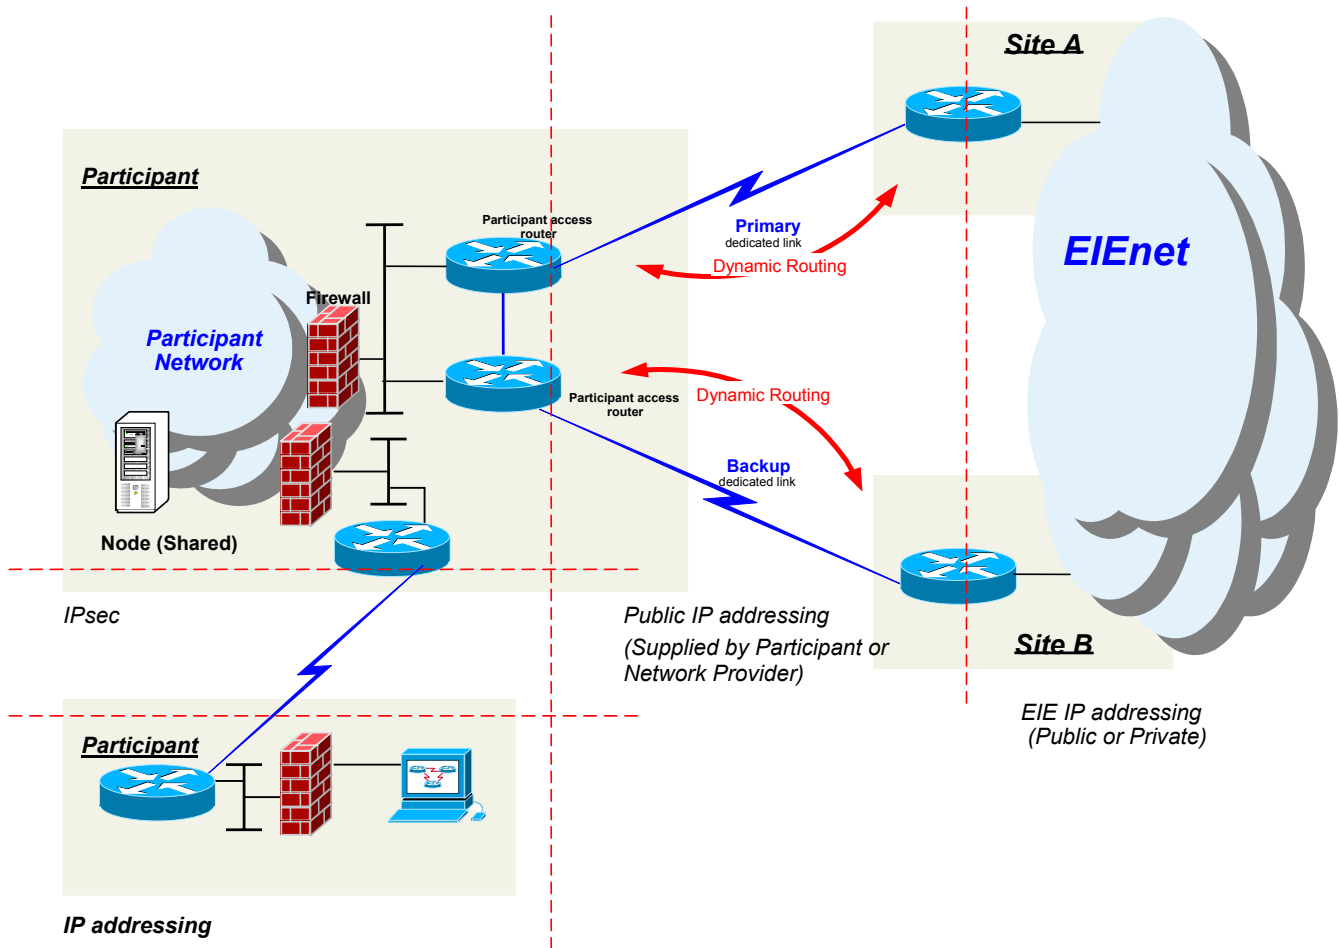 Site A
Participant
Participant access
router
Primary
dedicated link
Dynamic Routing
EIEnet
Firewall
Participant
Network
Participant access
router
Dynamic Routing
Backup
dedicated link
Node (Shared)
IPsec
Public IP addressing
(Supplied by Participant or
Network Provider)
Site B
EIE IP addressing
(Public or Private)
Participant
IP addressing